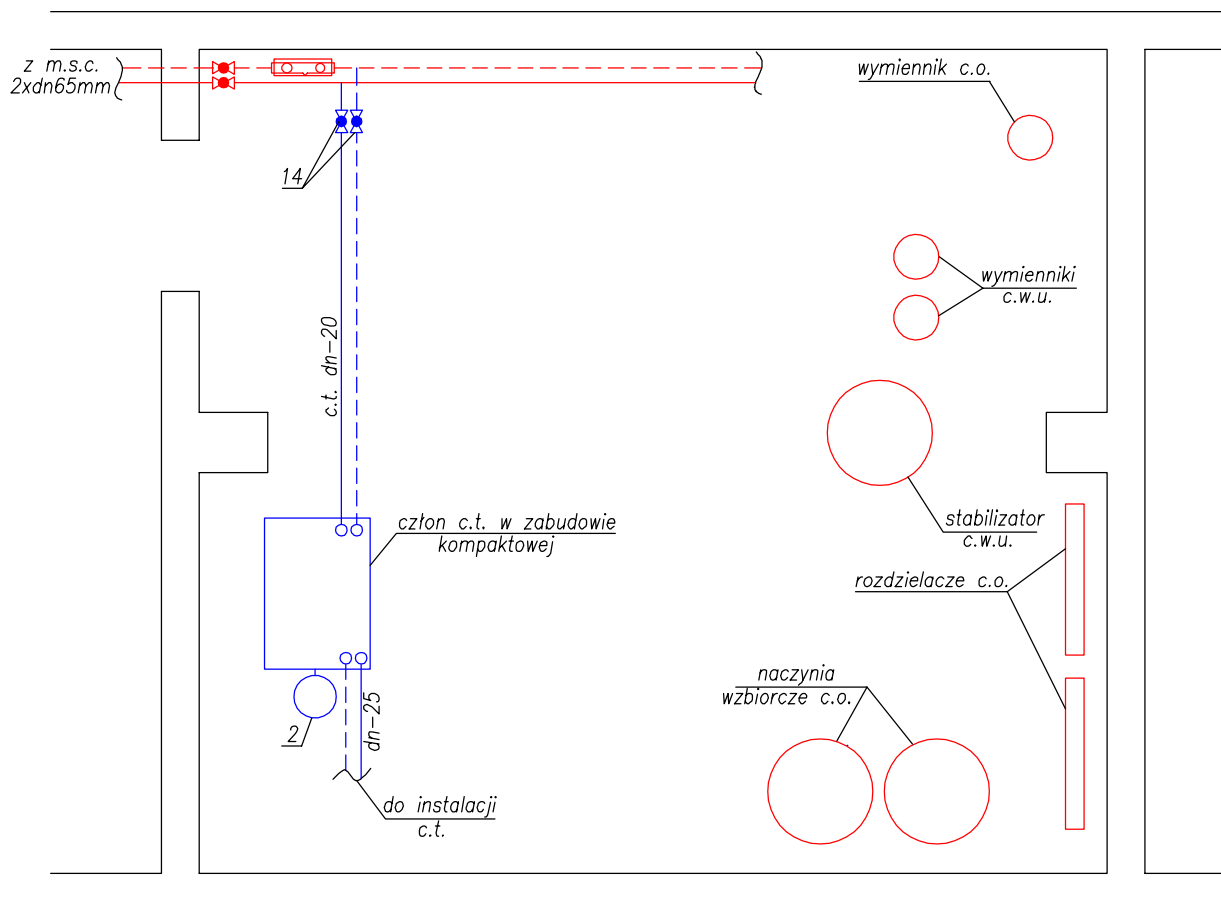 z m.s.c.
2xdn65mm
wymiennik c.o.
14
wymienniki
c.w.u.
c.t. dn-20
człon c.t. w zabudowie
kompaktowej
stabilizator
c.w.u.
rozdzielacze c.o.
naczynia
wzbiorcze c.o.
2
dn-25
do instalacji
c.t.